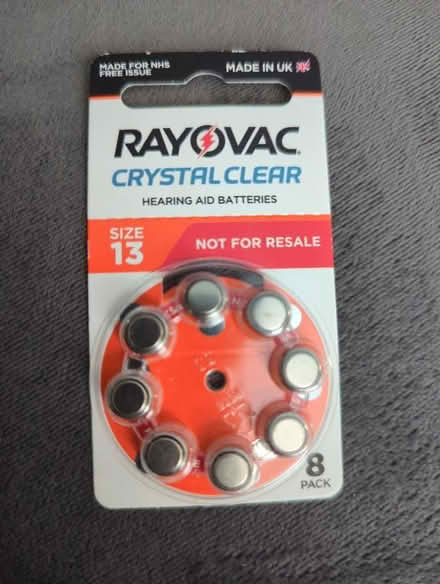 MADE FOR NHS
FREE ISSUE
MADE IN UK
RAYOVAC
CRYSTAL CLEAR
HEARING AID BATTERIES
SIZE
13
NOT FOR RESALE
8
PACK